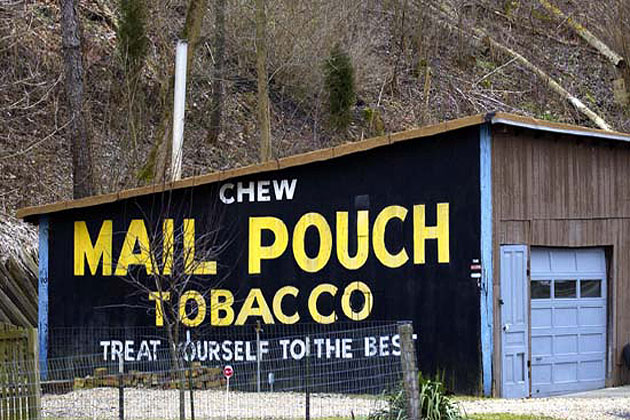 CHEW
MAIL POUCH
TOBACCO
TREAT YOURSELF TO THE BEST